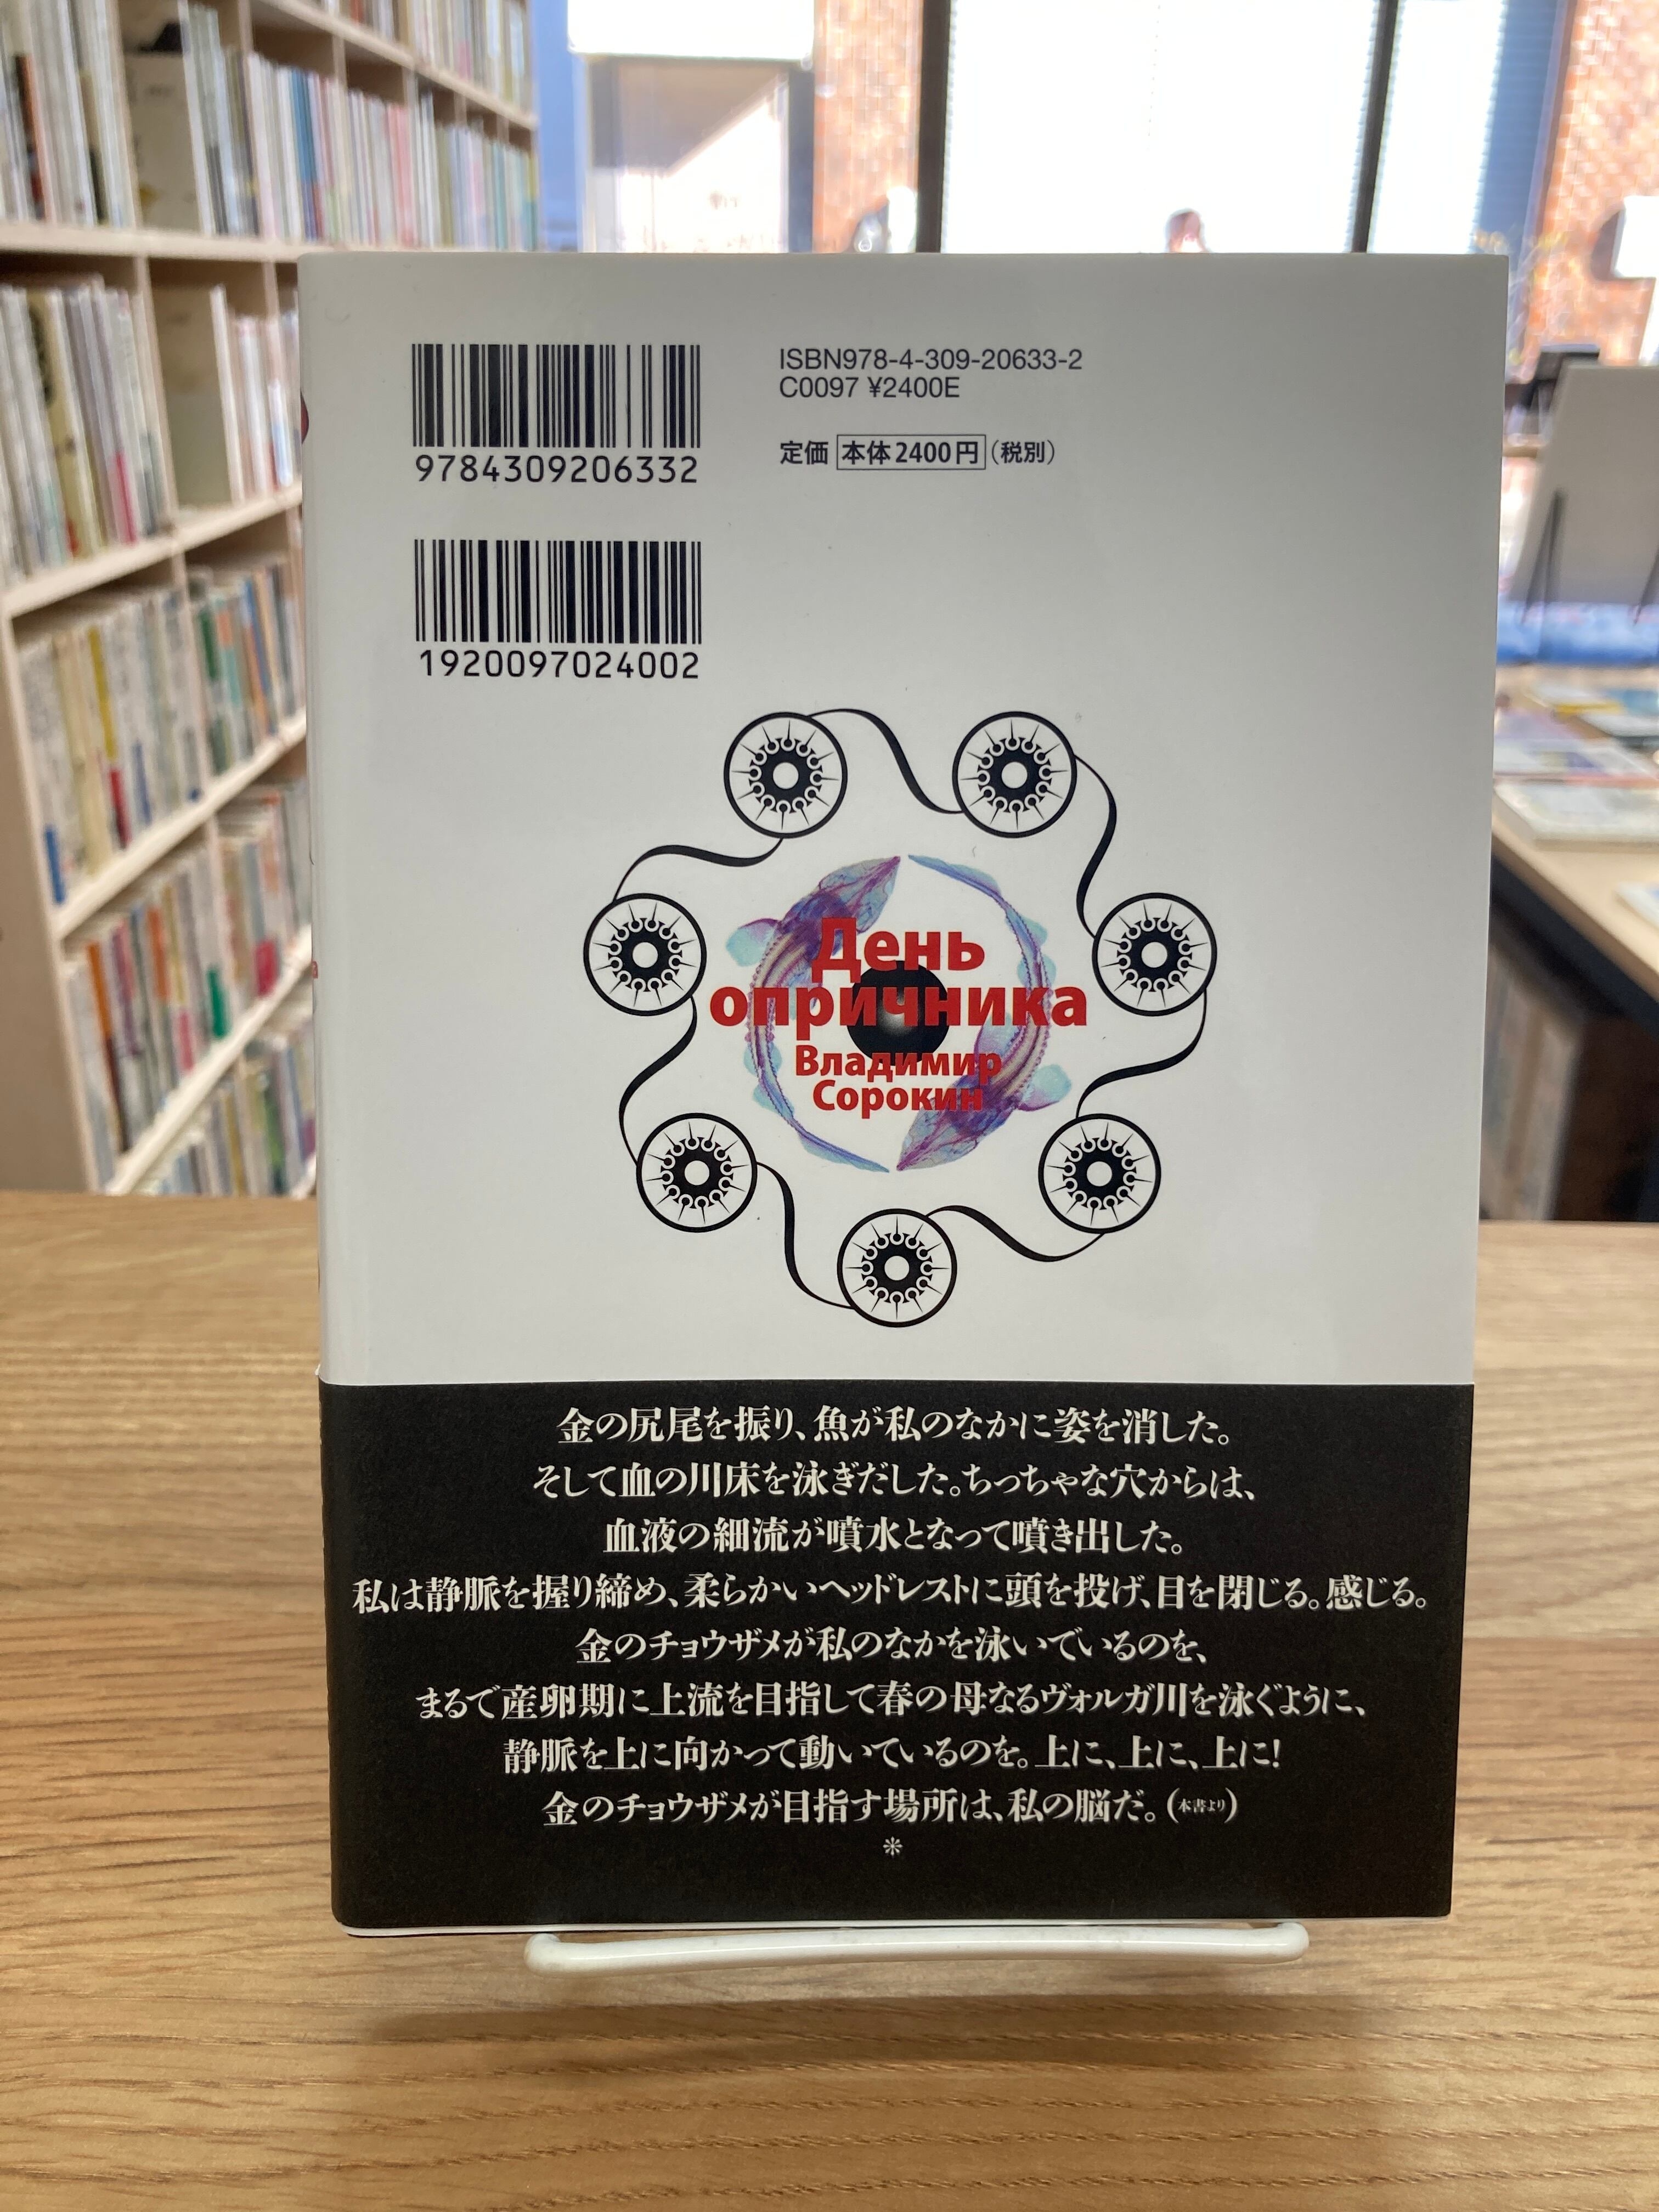 ISBN978-4-309-20633-2
C0097 ¥2400E
定価 本体2400円(税別)
9784309206332
1920097024002
День
опричника
Владимир
Сорокин
金の尻尾を振り、魚が私のなかに姿を消した。
そして血の川床を泳ぎだした。ちっちゃな穴からは、
血液の細流が噴水となって噴き出した。
私は静脈を握り締め、柔らかいヘッドレストに頭を投げ、目を閉じる。感じる。
金のチョウザメが私のなかを泳いでいるのを、
まるで産卵期に上流を目指して春の母なるヴォルガ川を泳ぐように、
静脈を上に向かって動いているのを。上に、上に、上に!
金のチョウザメが目指す場所は、私の脳だ。(本書より)